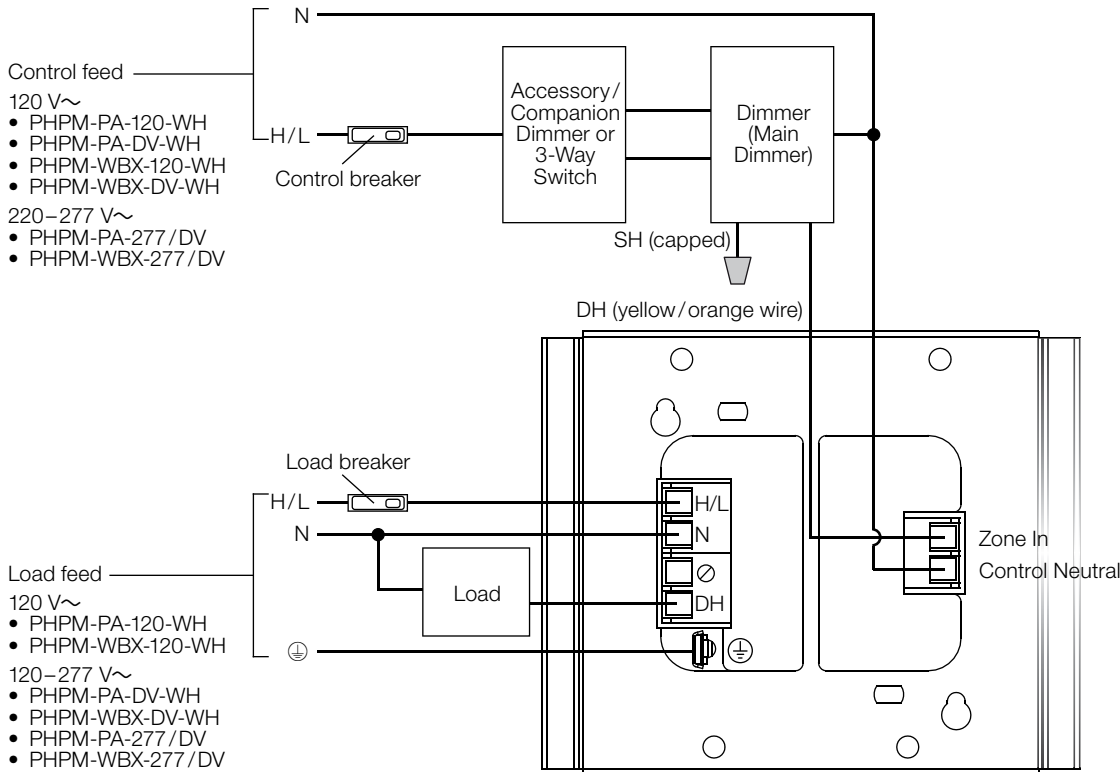 N
Control feed
120 V~
• PHPM-PA-120-WH
• PHPM-PA-DV-WH
• PHPM-WBX-120-WH
• PHPM-WBX-DV-WH
220–277 V~
• PHPM-PA-277/DV
• PHPM-WBX-277/DV
H/L
Control breaker
Accessory/
Companion
Dimmer or
3-Way
Switch
Dimmer
(Main
Dimmer)
SH (capped)
DH (yellow/orange wire)
Load breaker
H/L
N
Load feed
120 V~
• PHPM-PA-120-WH
• PHPM-WBX-120-WH
120–277 V~
• PHPM-PA-DV-WH
• PHPM-WBX-DV-WH
• PHPM-PA-277/DV
• PHPM-WBX-277/DV
Load
H/L
N
⊘
DH
Zone In
Control Neutral